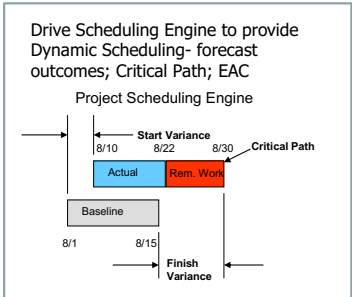 Drive Scheduling Engine to provide
Dynamic Scheduling- forecast
outcomes; Critical Path; EAC
Project Scheduling Engine
Start Variance
8/10 8/22 8/30 Critical Path
Actual Rem. Work
Baseline
8/1 8/15
Finish
Variance